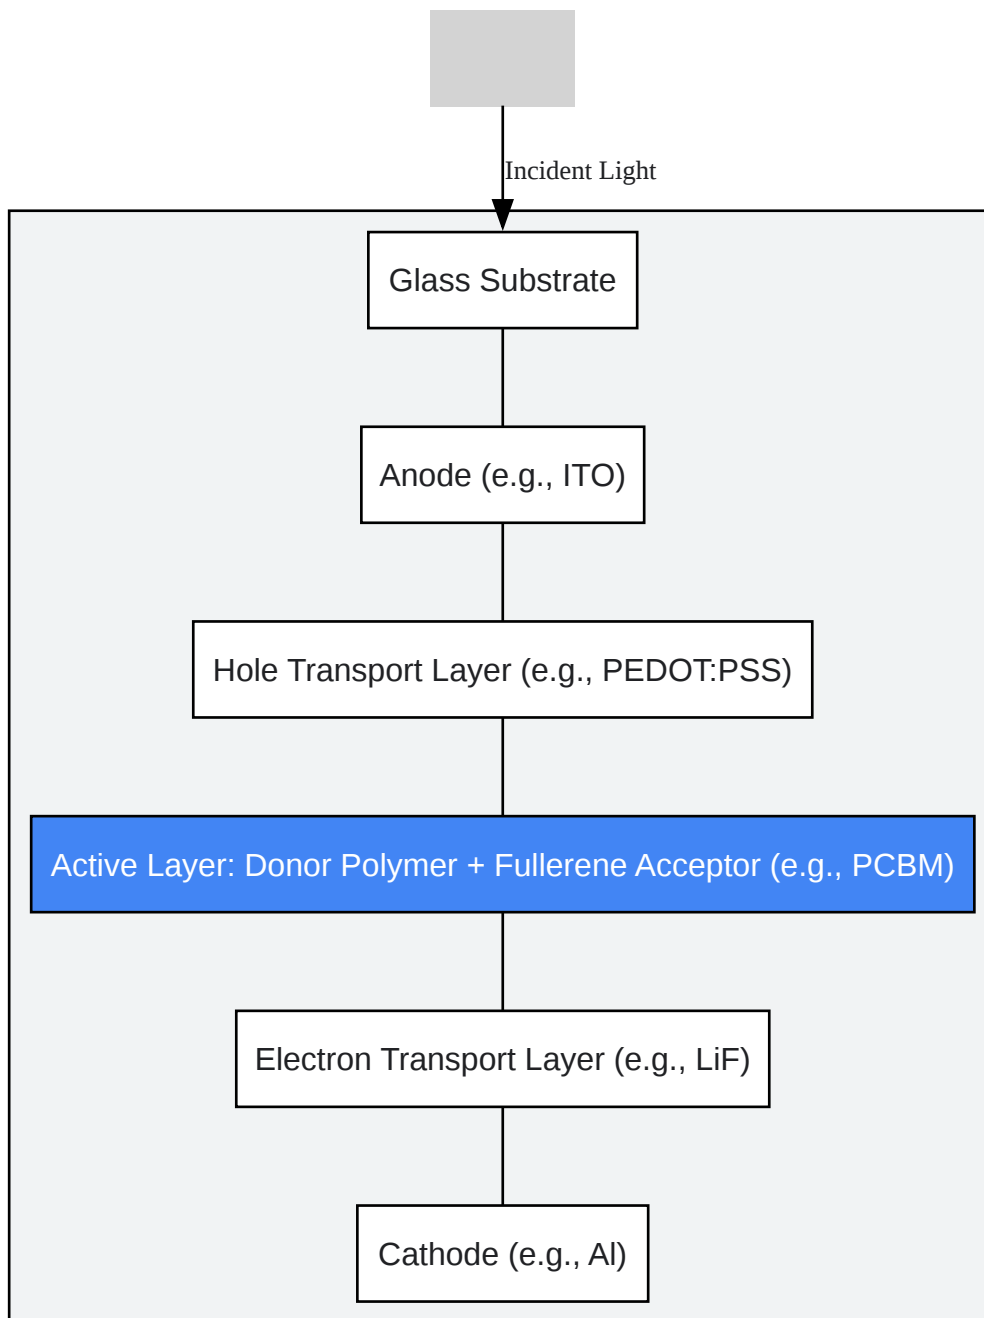 Incident Light
Glass Substrate
Anode (e.g., ITO)
Hole Transport Layer (e.g., PEDOT:PSS)
Active Layer: Donor Polymer + Fullerene Acceptor (e.g., PCBM)
Electron Transport Layer (e.g., LiF)
Cathode (e.g., Al)